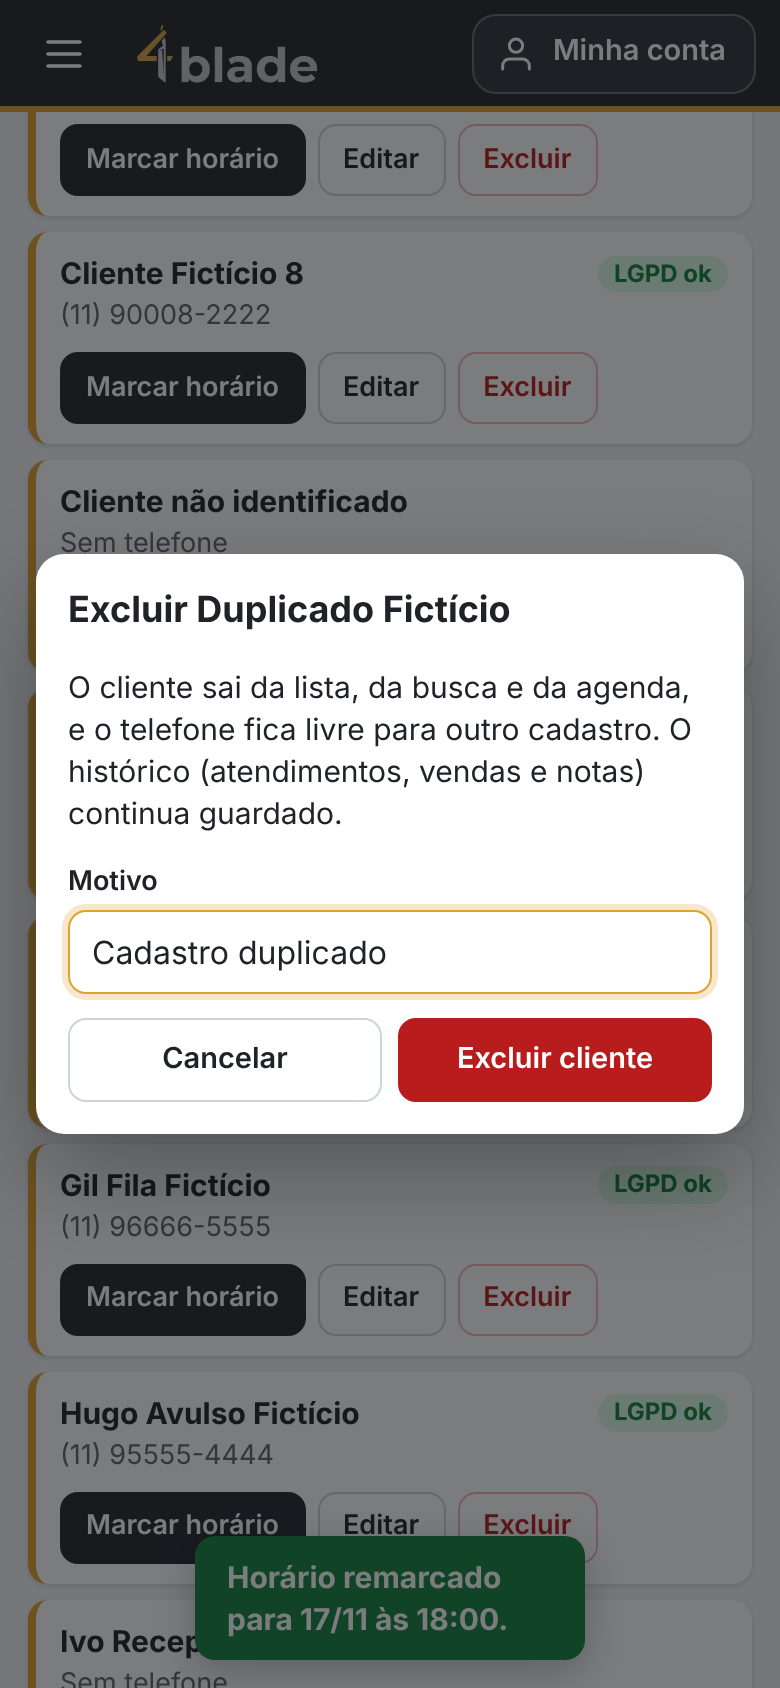 4blade
Minha conta
Marcar horário
Editar
Excluir
Cliente Fictício 8
LGPD ok
(11) 90008-2222
Marcar horário
Editar
Excluir
Cliente não identificado
Sem telefone
Excluir Duplicado Fictício
O cliente sai da lista, da busca e da agenda,
e o telefone fica livre para outro cadastro. O
histórico (atendimentos, vendas e notas)
continua guardado.
Motivo
Cadastro duplicado
Cancelar
Excluir cliente
Gil Fila Fictício
LGPD ok
(11) 96666-5555
Marcar horário
Editar
Excluir
Hugo Avulso Fictício
LGPD ok
(11) 95555-4444
Marcar horário
Editar
Excluir
Horário remarcado
para 17/11 às 18:00.
Ivo Recep
Sem telefone